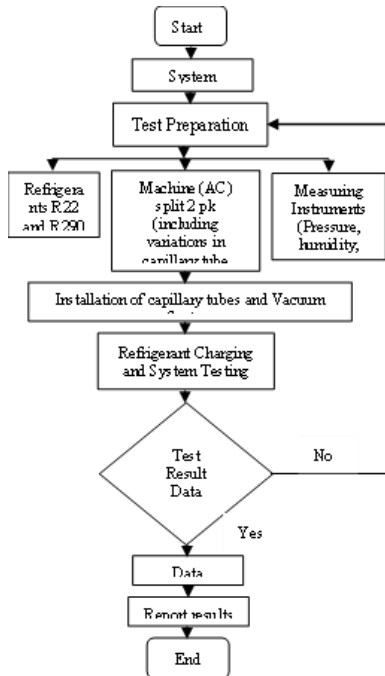 Start
System
Test Preparation
Refrigera
nts R22
and R290
Machine (AC)
split 2 pk
(including
variations in
capillary tube
Measuring
Instruments
(Pressure,
humidity,
Installation of capillary tubes and Vacuum
Refrigerant Charging
and System Testing
Test
Result
Data
No
Yes
Data
Report results
End